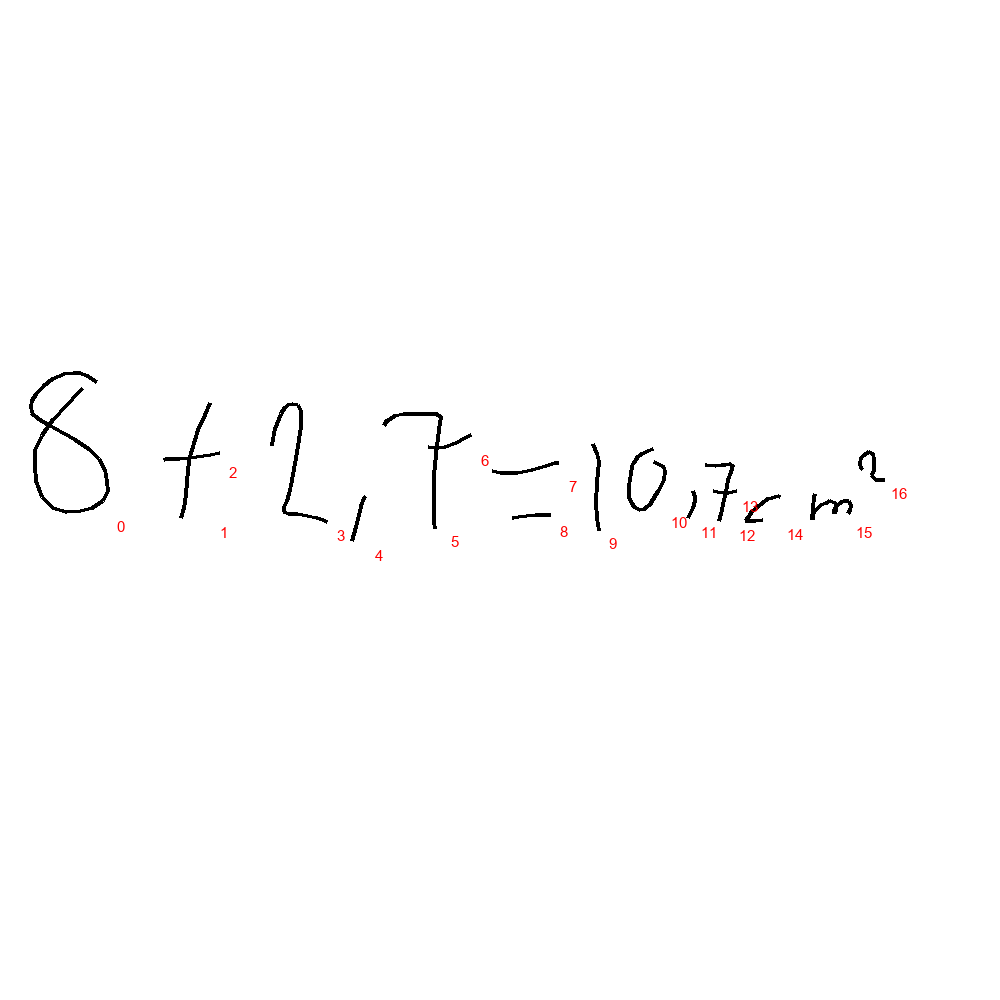 8 + 2,7 = 10,7 cm²